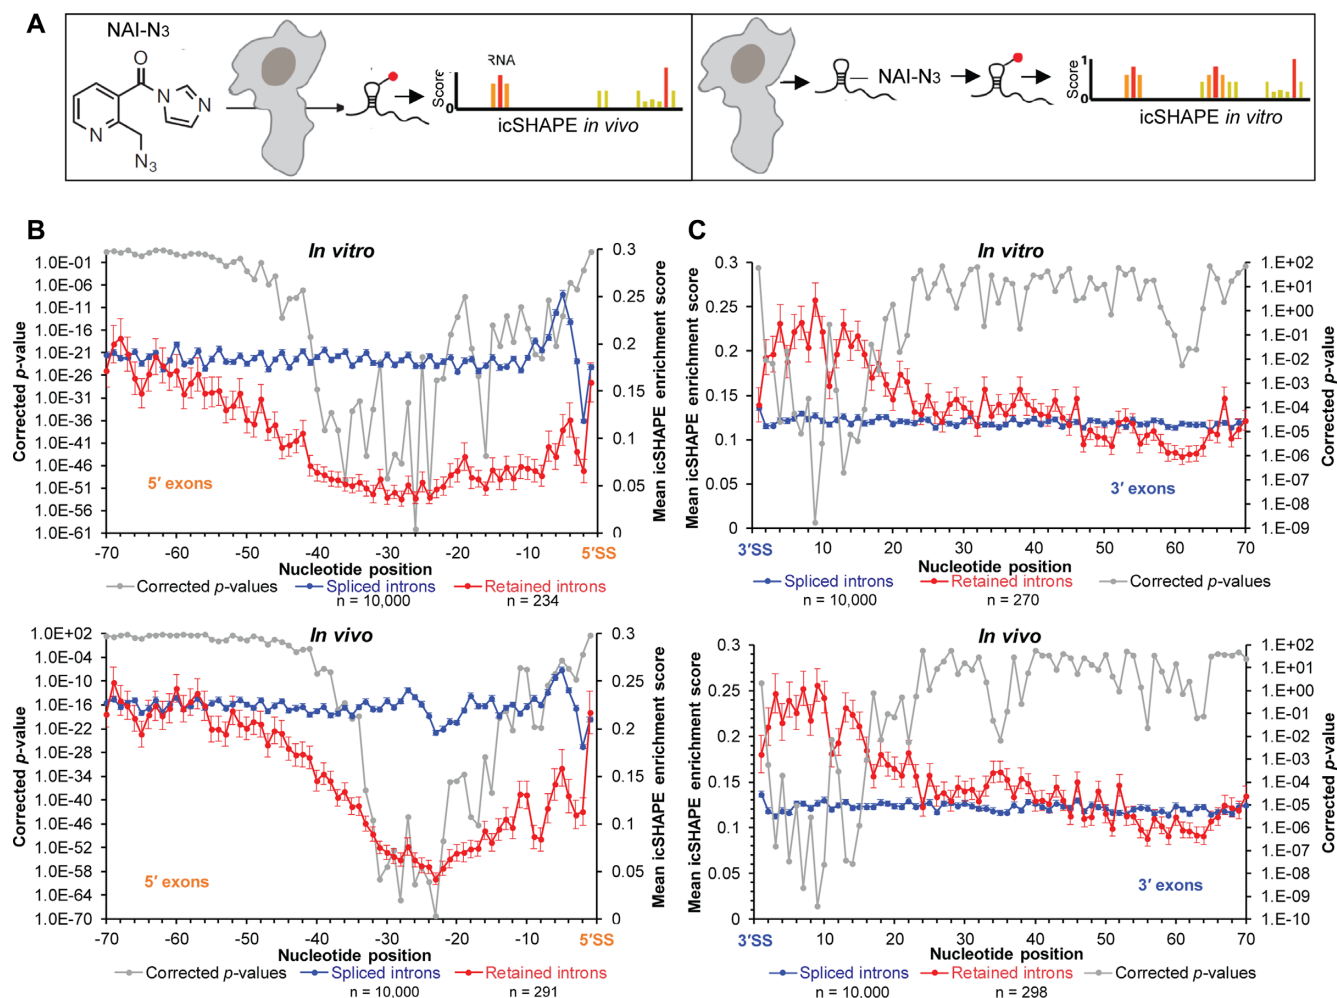 A
NAI-N3
O
N
N
N
N3
Score
0
RNA
icSHAPE in vivo
NAI-N3
1
Score
0
icSHAPE in vitro
B
In vitro
Corrected p-value
1.0E-01
1.0E-06
1.0E-11
1.0E-16
1.0E-21
1.0E-26
1.0E-31
1.0E-36
1.0E-41
1.0E-46
1.0E-51
1.0E-56
1.0E-61
0.3
0.25
0.2
0.15
0.1
0.05
0
Mean icSHAPE enrichment score
5′ exons
-70 -60 -50 -40 -30 -20 -10 5′SS
Nucleotide position
Corrected p-values Spliced introns Retained introns
n = 10,000 n = 234
In vivo
Corrected p-value
1.0E+02
1.0E-04
1.0E-10
1.0E-16
1.0E-22
1.0E-28
1.0E-34
1.0E-40
1.0E-46
1.0E-52
1.0E-58
1.0E-64
1.0E-70
0.3
0.25
0.2
0.15
0.1
0.05
0
Mean icSHAPE enrichment score
5′ exons
-70 -60 -50 -40 -30 -20 -10 5′SS
Nucleotide position
Corrected p-values Spliced introns Retained introns
n = 10,000 n = 291
C
In vitro
Mean icSHAPE enrichment score
0.3
0.25
0.2
0.15
0.1
0.05
0
1.E+02
1.E+01
1.E+00
1.E-01
1.E-02
1.E-03
1.E-04
1.E-05
1.E-06
1.E-07
1.E-08
1.E-09
Corrected p-value
3′ exons
3′SS 10 20 30 40 50 60 70
Nucleotide position
Spliced introns Retained introns Corrected p-values
n = 10,000 n = 270
In vivo
Mean icSHAPE enrichment score
0.3
0.25
0.2
0.15
0.1
0.05
0
1.E+02
1.E+01
1.E+00
1.E-01
1.E-02
1.E-03
1.E-04
1.E-05
1.E-06
1.E-07
1.E-08
1.E-09
1.E-10
Corrected p-value
3′ exons
3′SS 10 20 30 40 50 60 70
Nucleotide position
Spliced introns Retained introns Corrected p-values
n = 10.000 n = 298